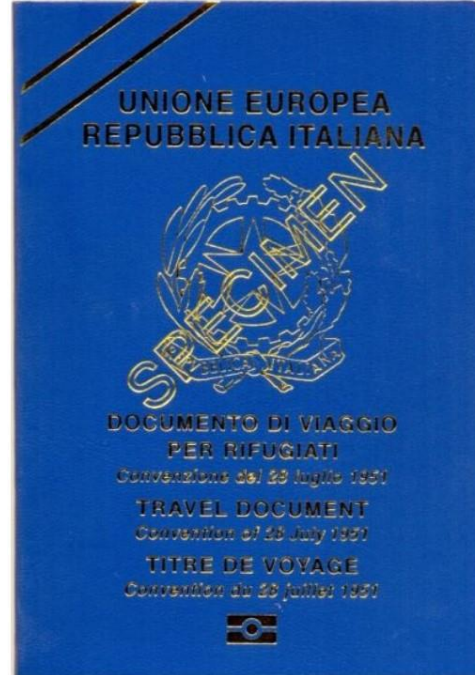 UNIONE EUROPEA
REPUBBLICA ITALIANA
SPECIMEN
REPUBBLICA ITALIANA
DOCUMENTO DI VIAGGIO
PER RIFUGIATI
Convenzione del 28 luglio 1951
TRAVEL DOCUMENT
Convention of 28 July 1951
TITRE DE VOYAGE
Convention du 28 juillet 1951